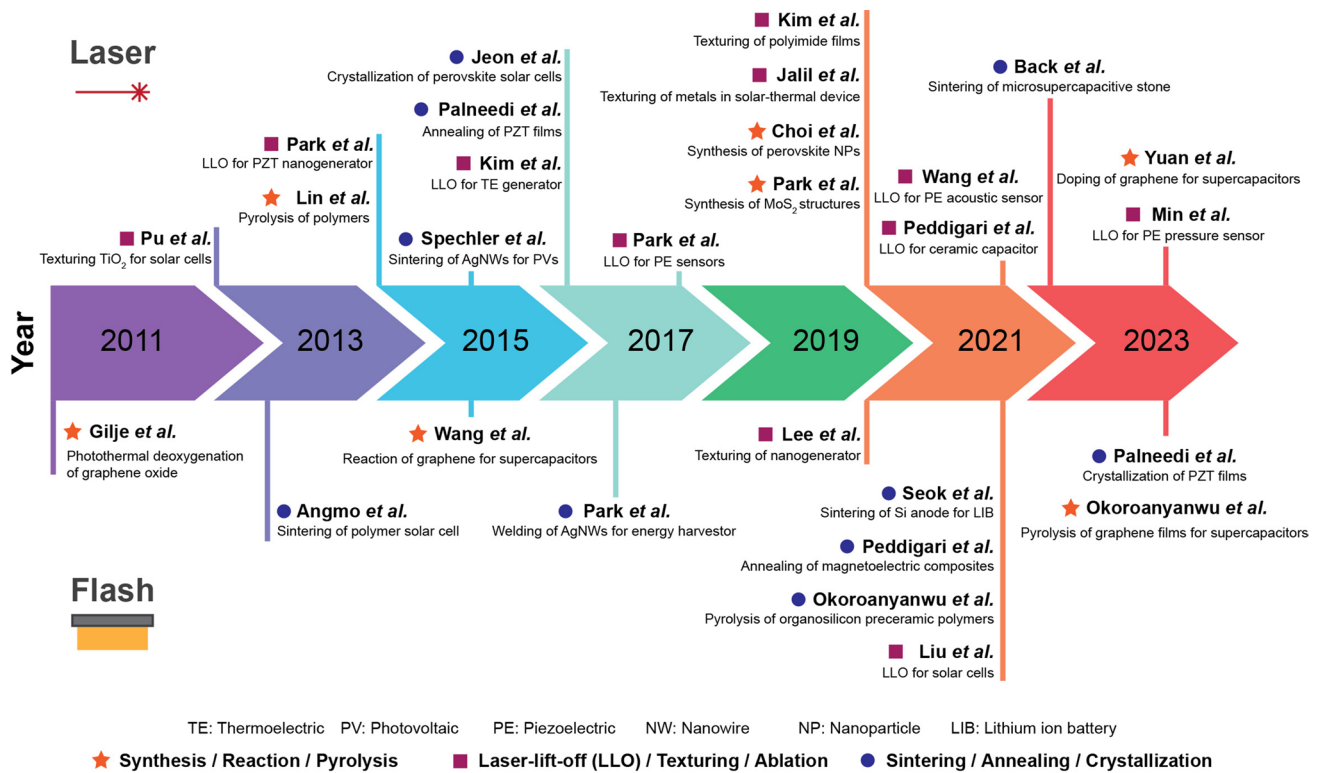 Laser
Jeon et al.
Crystallization of perovskite solar cells
Palneedi et al.
Annealing of PZT films
Kim et al.
LLO for TE generator
Park et al.
LLO for PZT nanogenerator
Lin et al.
Pyrolysis of polymers
Pu et al.
Texturing TiO2 for solar cells
Spechler et al.
Sintering of AgNWs for PVs
Park et al.
LLO for PE sensors
Kim et al.
Texturing of polyimide films
Jalil et al.
Texturing of metals in solar-thermal device
Choi et al.
Synthesis of perovskite NPs
Park et al.
Synthesis of MoS2 structures
Wang et al.
LLO for PE acoustic sensor
Peddigari et al.
LLO for ceramic capacitor
Back et al.
Sintering of microsupercapacitive stone
Yuan et al.
Doping of graphene for supercapacitors
Min et al.
LLO for PE pressure sensor
Year
2011 2013 2015 2017 2019 2021 2023
Gilje et al.
Photothermal deoxygenation
of graphene oxide
Angmo et al.
Sintering of polymer solar cell
Wang et al.
Reaction of graphene for supercapacitors
Park et al.
Welding of AgNWs for energy harvestor
Lee et al.
Texturing of nanogenerator
Seok et al.
Sintering of Si anode for LIB
Peddigari et al.
Annealing of magnetoelectric composites
Okoroanyanwu et al.
Pyrolysis of organosilicon preceramic polymers
Liu et al.
LLO for solar cells
Palneedi et al.
Crystallization of PZT films
Okoroanyanwu et al.
Pyrolysis of graphene films for supercapacitors
Flash
TE: Thermoelectric PV: Photovoltaic PE: Piezoelectric NW: Nanowire NP: Nanoparticle LIB: Lithium ion battery
Synthesis / Reaction / Pyrolysis Laser-lift-off (LLO) / Texturing / Ablation Sintering / Annealing / Crystallization